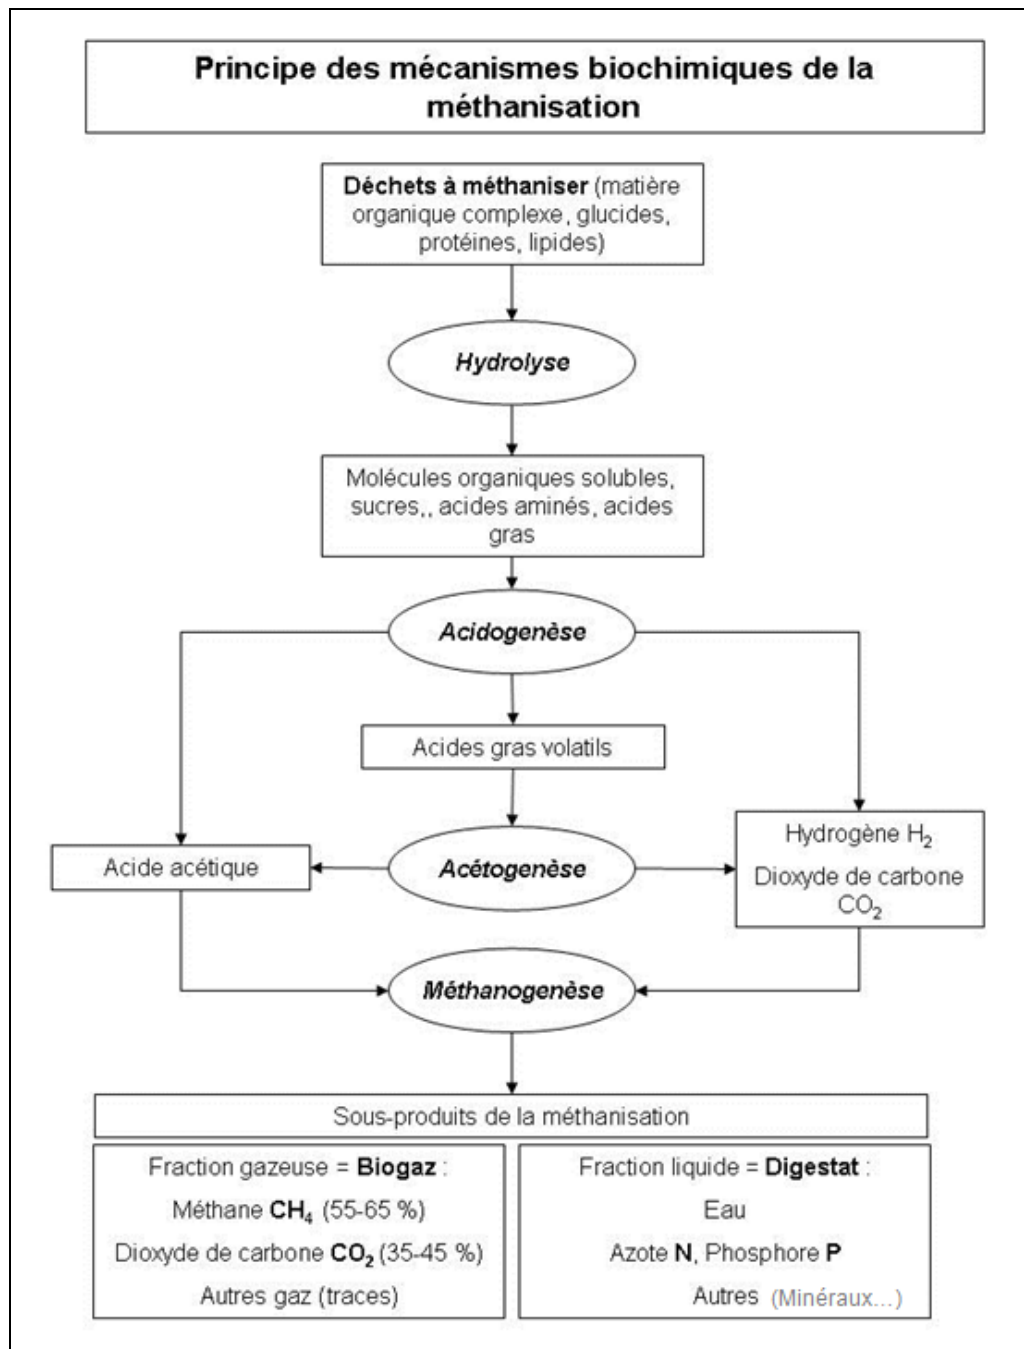 Principe des mécanismes biochimiques de la
méthanisation
Déchets à méthaniser (matière
organique complexe, glucides,
protéines, lipides)
Hydrolyse
Molécules organiques solubles,
sucres,, acides aminés, acides
gras
Acidogenèse
Acides gras volatils
Acide acétique
Acétogenèse
Hydrogène H₂
Dioxyde de carbone
CO₂
Méthanogenèse
Sous-produits de la méthanisation
Fraction gazeuse = Biogaz :
Méthane CH₄ (55-65 %)
Dioxyde de carbone CO₂ (35-45 %)
Autres gaz (traces)
Fraction liquide = Digestat :
Eau
Azote N, Phosphore P
Autres (Minéraux...)